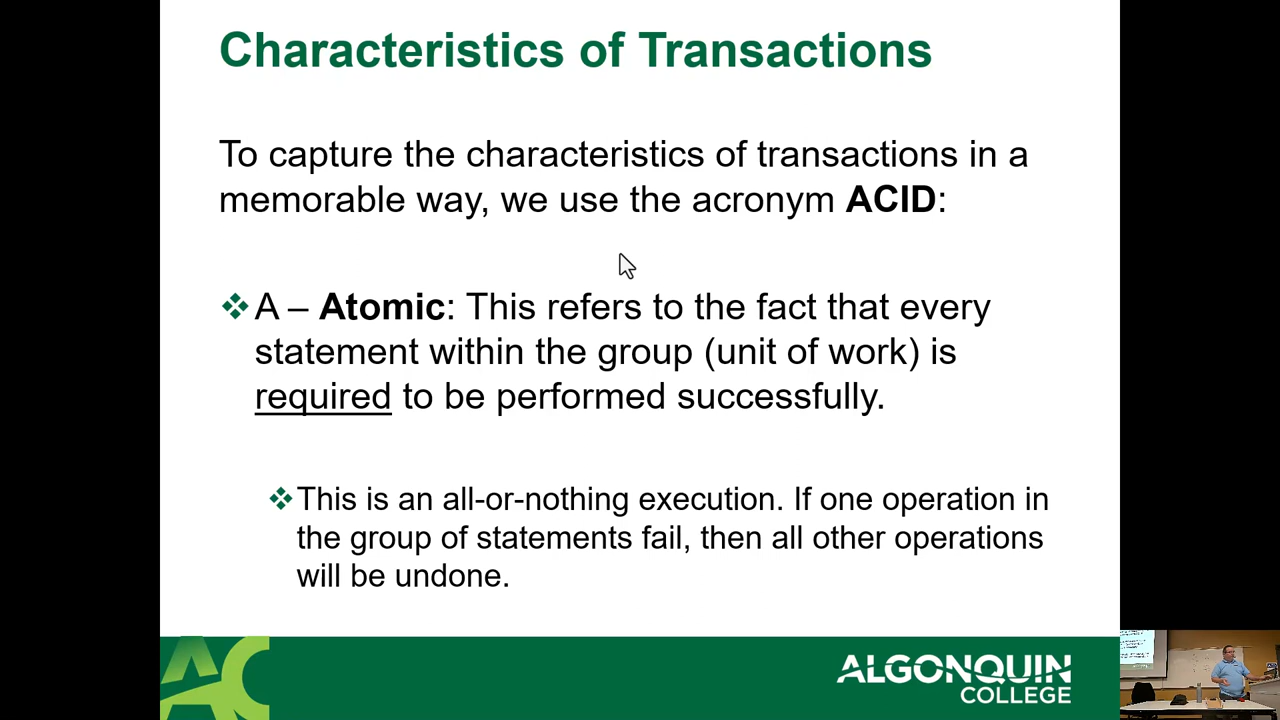 Characteristics of Transactions
To capture the characteristics of transactions in a
memorable way, we use the acronym ACID:
❖ A – Atomic: This refers to the fact that every
statement within the group (unit of work) is
required to be performed successfully.
❖ This is an all-or-nothing execution. If one operation in
the group of statements fail, then all other operations
will be undone.
AC
ALGONQUIN
COLLEGE